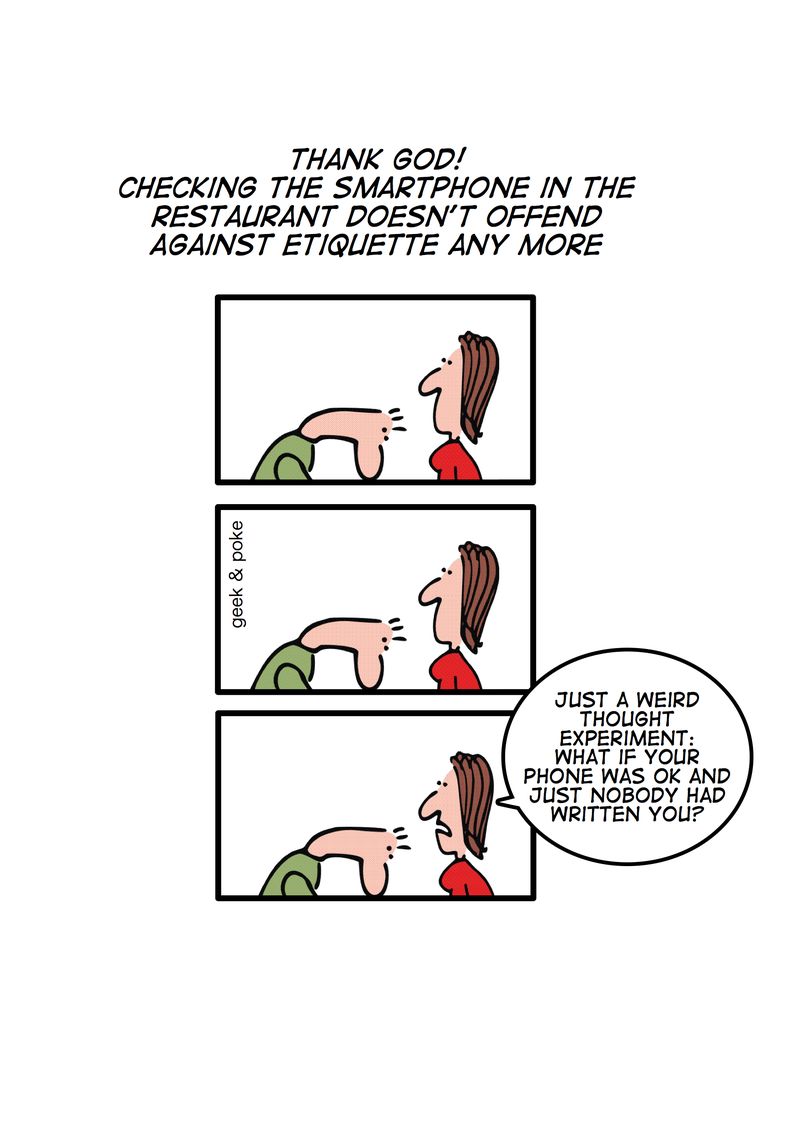 THANK GOD!
CHECKING THE SMARTPHONE IN THE
RESTAURANT DOESN'T OFFEND
AGAINST ETIQUETTE ANY MORE
geek & poke
JUST A WEIRD
THOUGHT
EXPERIMENT:
WHAT IF YOUR
PHONE WAS OK AND
JUST NOBODY HAD
WRITTEN YOU?